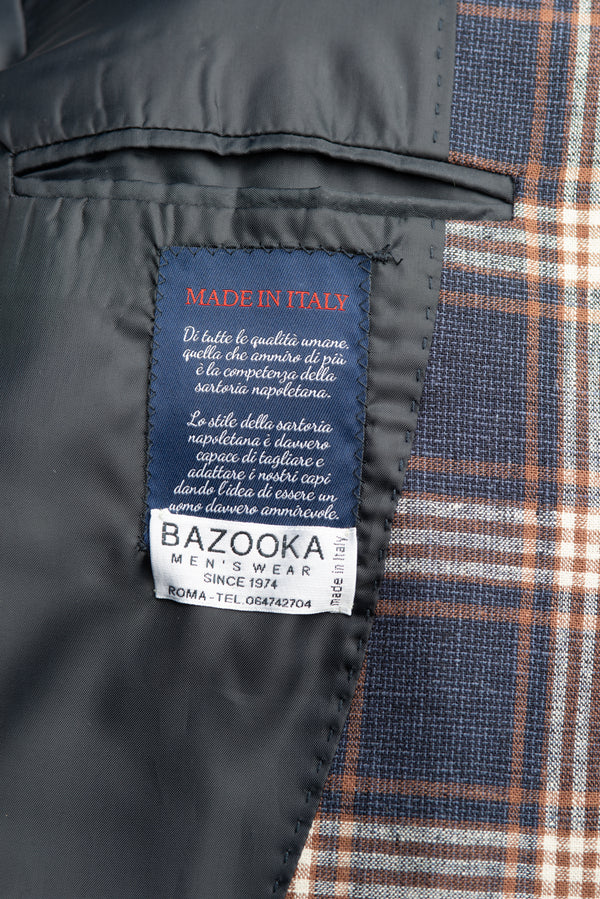 MADE IN ITALY
Di tutte le qualità umane,
quella che ammiro di più
è la competenza della
sartoria napoletana.
Lo stile della sartoria
napoletana è davvero
capace di tagliare e
adattare i nostri capi
dando l'idea di essere un
uomo davvero ammirevole.
BAZOOKA
MEN'S WEAR
SINCE 1974
ROMA-TEL.064742704
made in Italy